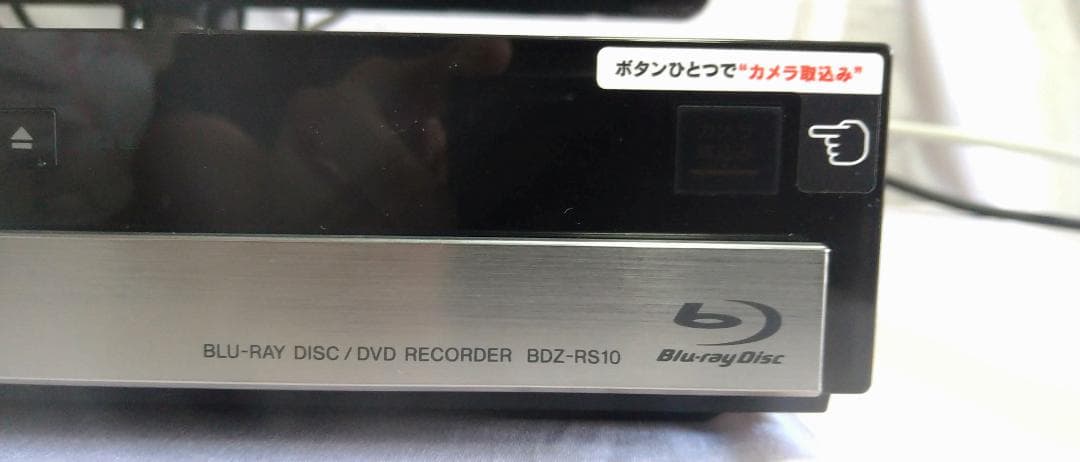 ボタンひとつで"カメラ取込み"
BLU-RAY DISC / DVD RECORDER BDZ-RS10
Blu-ray Disc